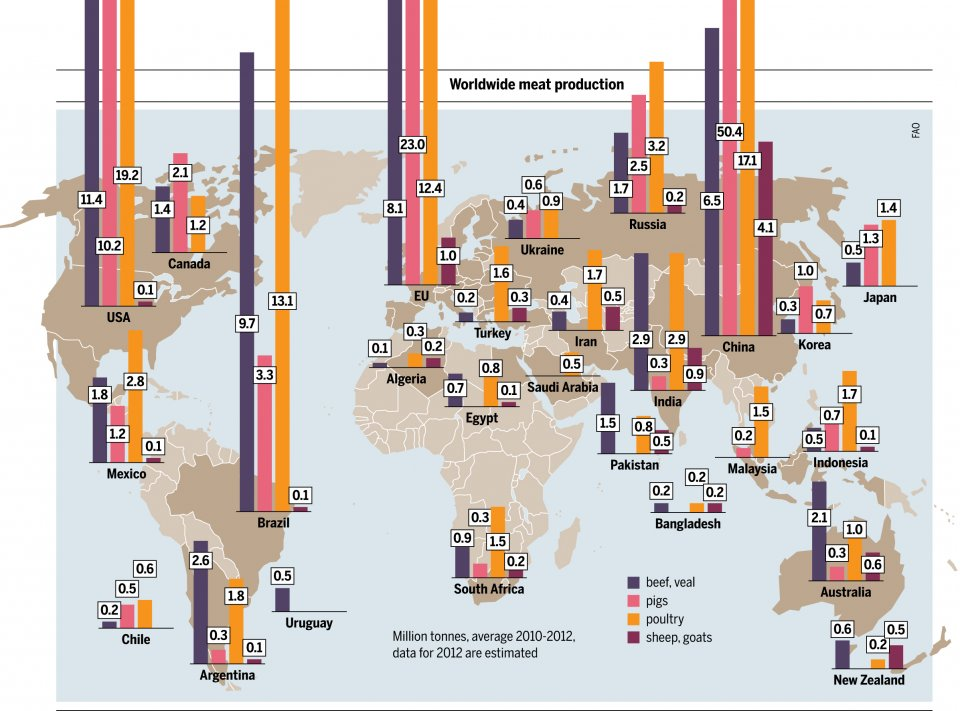 Worldwide meat production
FAO
11.4
10.2
19.2
0.1
USA
1.4
2.1
1.2
Canada
9.7
3.3
13.1
0.1
Brazil
8.1
23.0
12.4
1.0
EU
0.4
0.6
0.9
Ukraine
1.7
2.5
3.2
0.2
Russia
6.5
50.4
17.1
4.1
China
0.5
1.3
1.4
Japan
0.3
1.0
0.7
Korea
0.2
1.6
0.3
Turkey
0.4
1.7
0.5
Iran
2.9
0.3
2.9
0.9
India
0.1
0.3
0.2
Algeria
0.7
0.8
0.1
Egypt
0.5
Saudi Arabia
1.8
1.2
2.8
0.1
Mexico
1.5
0.8
0.5
Pakistan
0.2
1.5
Malaysia
0.5
0.7
1.7
0.1
Indonesia
0.2
0.2
0.2
Bangladesh
0.9
0.3
1.5
0.2
South Africa
2.1
0.3
1.0
0.6
Australia
0.2
0.5
0.6
Chile
2.6
0.3
1.8
0.1
Argentina
0.5
Uruguay
0.6
0.2
0.5
New Zealand
beef, veal
pigs
poultry
sheep, goats
Million tonnes, average 2010-2012,
data for 2012 are estimated